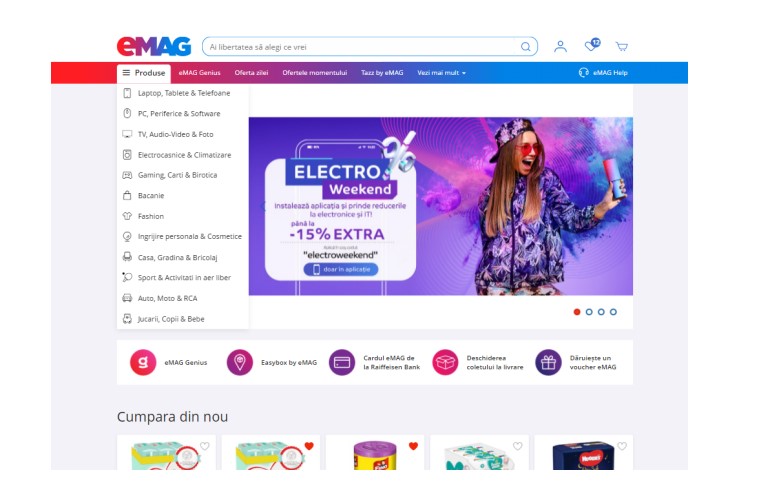 eMAG
Ai libertatea să alegi ce vrei
12
Produse
eMAG Genius
Oferta zilei
Ofertele momentului
Tazz by eMAG
Vezi mai mult
eMAG Help
Laptop, Tablete & Telefoane
PC, Periferice & Software
TV, Audio-Video & Foto
Electrocasnice & Climatizare
Gaming, Carti & Birotica
Bacanie
Fashion
Ingrijire personala & Cosmetice
Casa, Gradina & Bricolaj
Sport & Activitati in aer liber
Auto, Moto & RCA
Jucarii, Copii & Bebe
ELECTRO
Weekend
Instalează aplicația și prinde reducerile
la electronice și IT!
până la
-15% EXTRA
"electroweekend"
doar în aplicație
g
eMAG Genius
Easybox by eMAG
Cardul eMAG de
la Raiffeisen Bank
Deschiderea
coletului la livrare
Dăruiește un
voucher eMAG
Cumpara din nou
Huggies